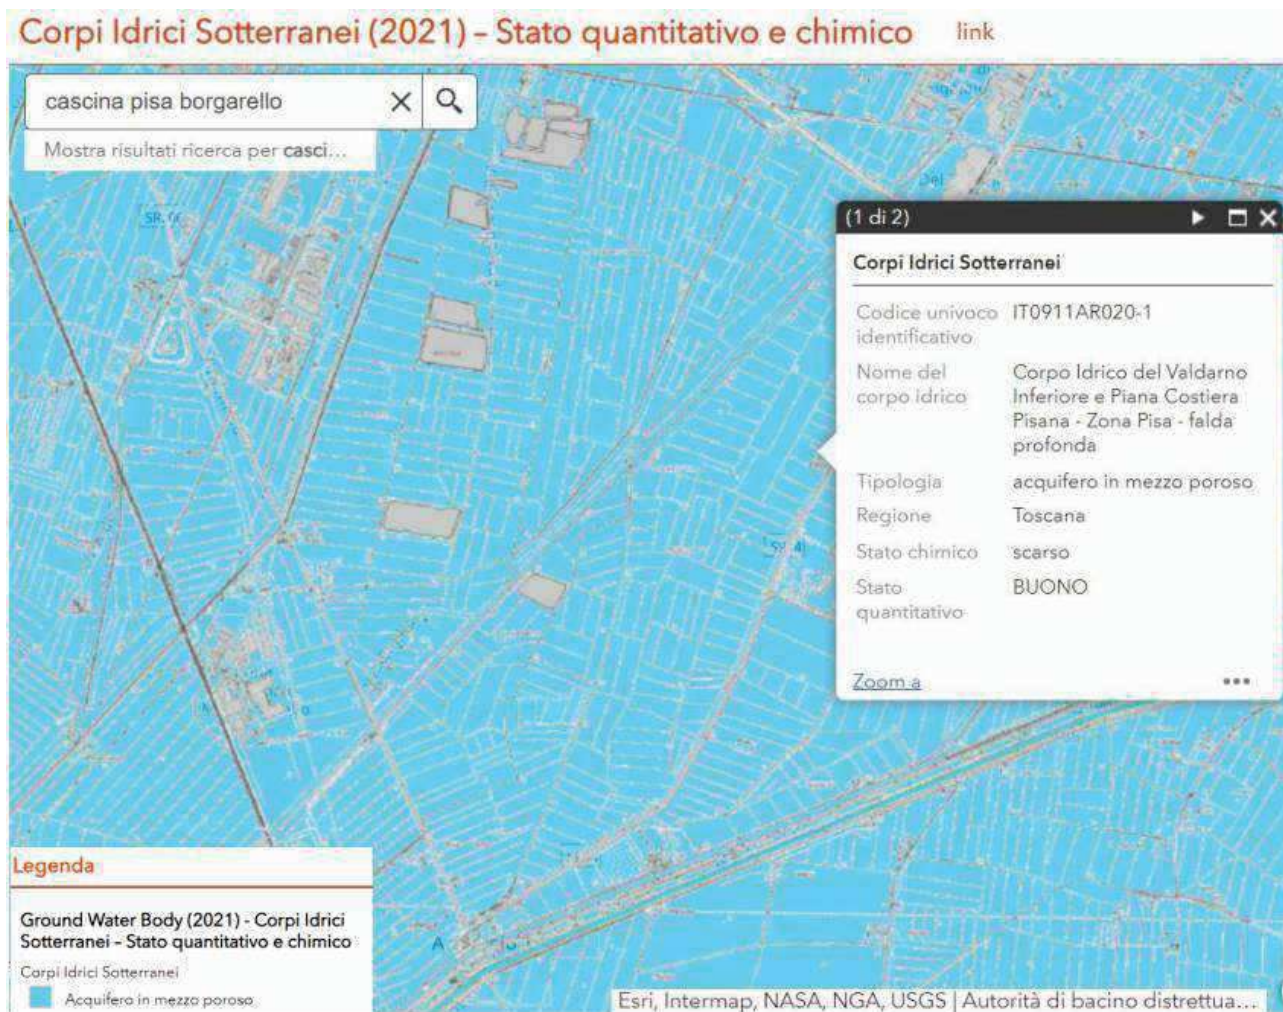 Corpi Idrici Sotterranei (2021) – Stato quantitativo e chimico link
cascina pisa borgarello
Mostra risultati ricerca per casci...
(1 di 2)
Corpi Idrici Sotterranei
Codice univoco identificativo IT0911AR020-1
Nome del corpo idrico Corpo Idrico del Valdarno
Inferiore e Piana Costiera
Pisana - Zona Pisa - falda
profonda
Tipologia acquifero in mezzo poroso
Regione Toscana
Stato chimico scarso
Stato quantitativo BUONO
Zoom a
Legenda
Ground Water Body (2021) - Corpi Idrici
Sotterranei – Stato quantitativo e chimico
Corpi Idrici Sotterranei
Acquifero in mezzo poroso
Esri, Intermap, NASA, NGA, USGS | Autorità di bacino distrettua...